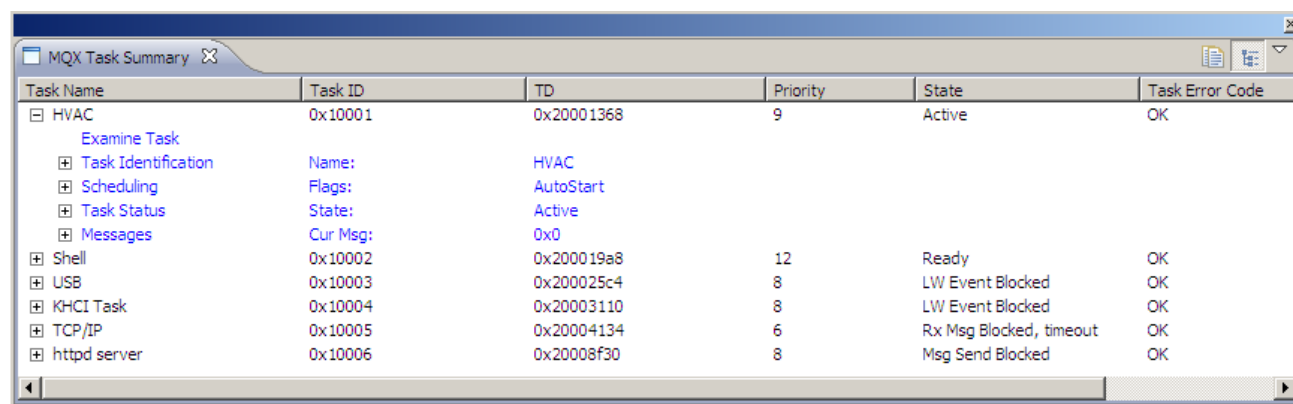 MQX Task Summary
Task Name Task ID TD Priority State Task Error Code
HVAC 0x10001 0x20001368 9 Active OK
Examine Task
Task Identification Name: HVAC
Scheduling Flags: AutoStart
Task Status State: Active
Messages Cur Msg: 0x0
Shell 0x10002 0x200019a8 12 Ready OK
USB 0x10003 0x200025c4 8 LW Event Blocked OK
KHCI Task 0x10004 0x20003110 8 LW Event Blocked OK
TCP/IP 0x10005 0x20004134 6 Rx Msg Blocked, timeout OK
httpd server 0x10006 0x20008f30 8 Msg Send Blocked OK